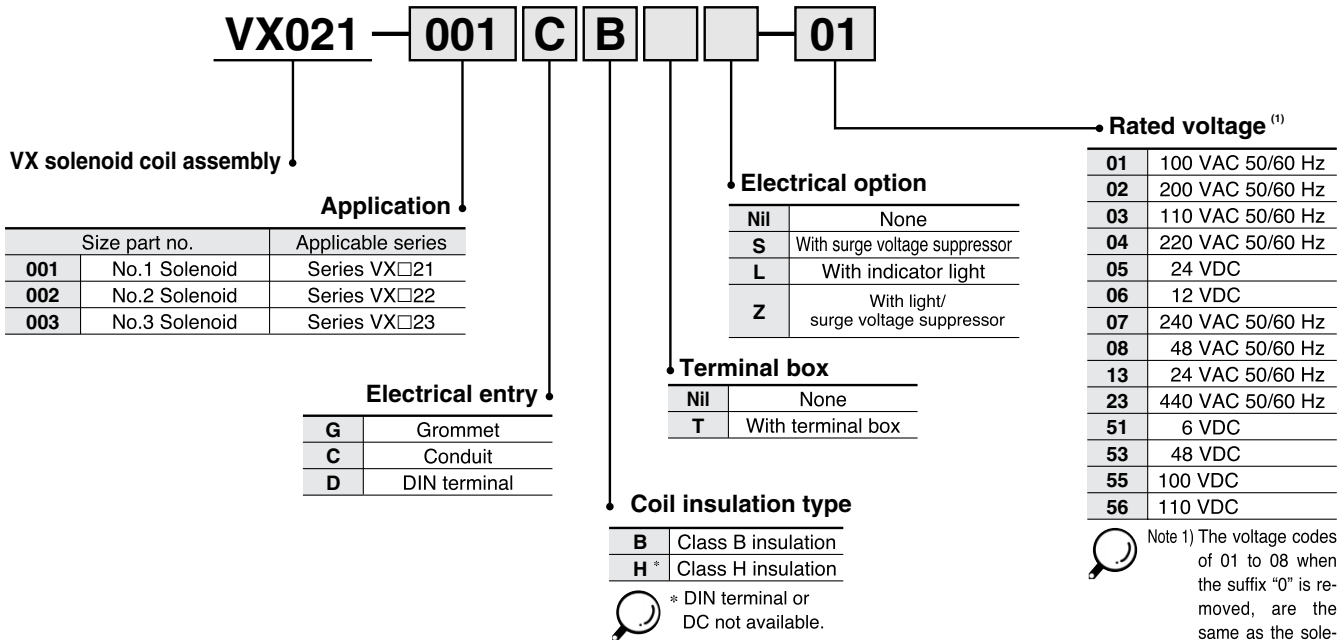 VX021 — 001 C B — 01
VX solenoid coil assembly
Application
Size part no. Applicable series
001 No.1 Solenoid Series VX□21
002 No.2 Solenoid Series VX□22
003 No.3 Solenoid Series VX□23
Electrical entry
G Grommet
C Conduit
D DIN terminal
Coil insulation type
B Class B insulation
H * Class H insulation
* DIN terminal or
DC not available.
Terminal box
Nil None
T With terminal box
Electrical option
Nil None
S With surge voltage suppressor
L With indicator light
Z With light/
surge voltage suppressor
Rated voltage (1)
01 100 VAC 50/60 Hz
02 200 VAC 50/60 Hz
03 110 VAC 50/60 Hz
04 220 VAC 50/60 Hz
05 24 VDC
06 12 VDC
07 240 VAC 50/60 Hz
08 48 VAC 50/60 Hz
13 24 VAC 50/60 Hz
23 440 VAC 50/60 Hz
51 6 VDC
53 48 VDC
55 100 VDC
56 110 VDC
Note 1) The voltage codes
of 01 to 08 when
the suffix "0" is re-
moved, are the
same as the sole-